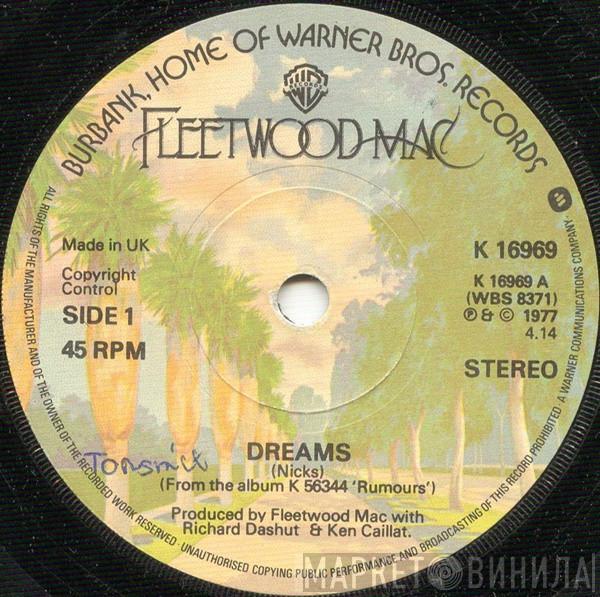 BURBANK, HOME OF WARNER BROS. RECORDS
WB
RECORDS
FLEETWOOD MAC
Made in UK
Copyright
Control
SIDE 1
45 RPM
K 16969
K 16969 A
(WBS 8371)
℗ & © 1977
4.14
STEREO
DREAMS
(Nicks)
(From the album K 56344 'Rumours')
Produced by Fleetwood Mac with
Richard Dashut & Ken Caillat.
ALL RIGHTS OF THE MANUFACTURER AND OF THE OWNER OF THE RECORDED WORK RESERVED · UNAUTHORISED COPYING PUBLIC PERFORMANCE AND BROADCASTING OF THIS RECORD PROHIBITED · A WARNER COMMUNICATIONS COMPANY ·
МАРКЕТ ВИНИЛА